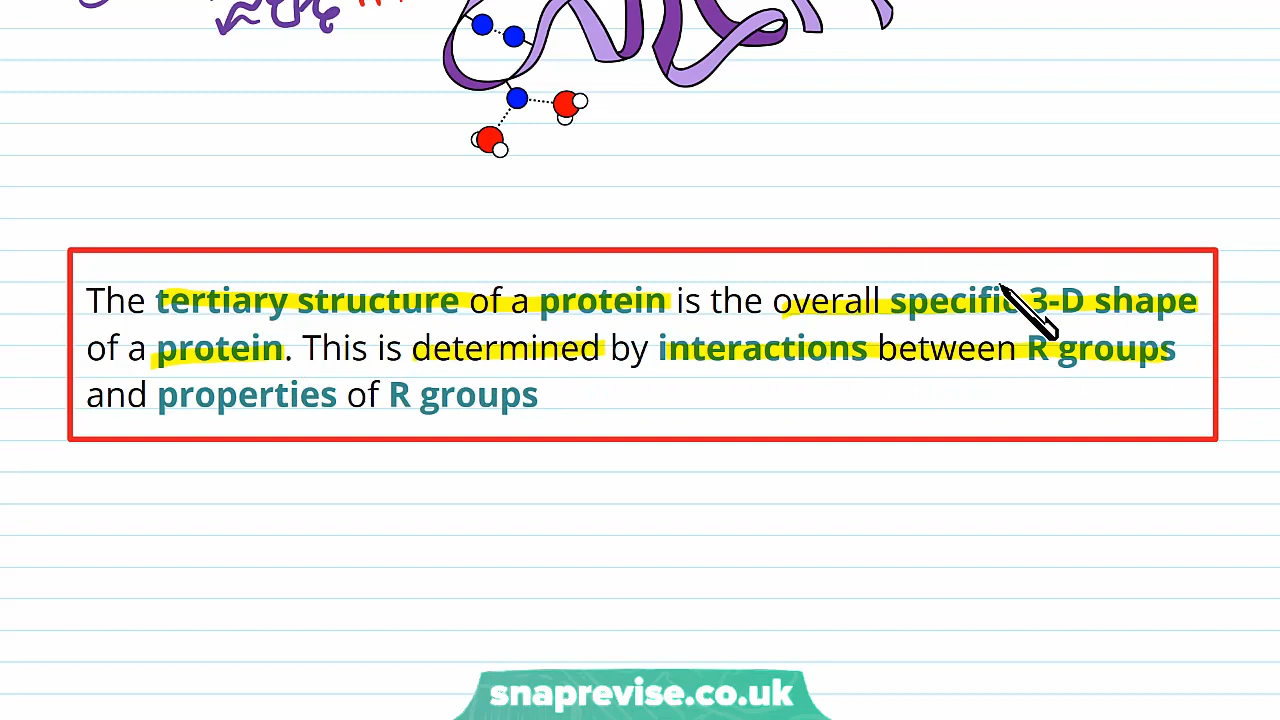 The tertiary structure of a protein is the overall specific 3-D shape
of a protein. This is determined by interactions between R groups
and properties of R groups
snaprevise.co.uk